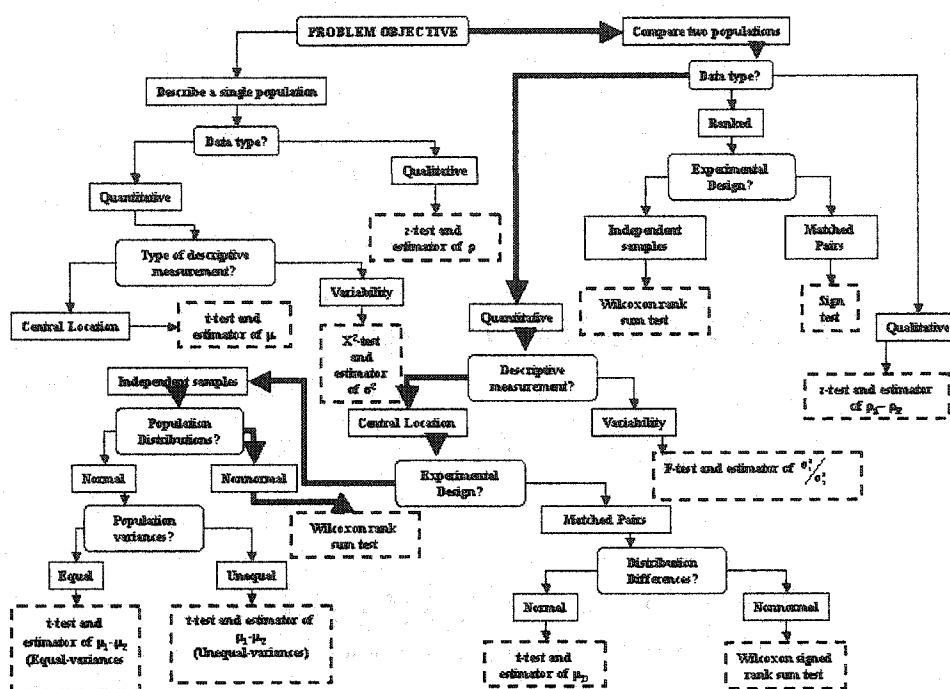 PROBLEM OBJECTIVE
Compare two populations
Describe a single population
Data type?
Data type?
Ranked
Qualitative
Quantitative
Experimental
Design?
z-test and
estimator of ρ
Type of descriptive
measurement?
Independent
samples
Matched
Pairs
Variability
Central Location
t-test and
estimator of μ
Wilcoxon rank
sum test
Sign
test
Quantitative
Qualitative
X²-test
and
estimator
of σ²
Descriptive
measurement?
Independent samples
z-test and estimator
of ρ₁- ρ₂
Population
Distributions?
Central Location
Variability
Normal
Nonnormal
Experimental
Design?
F-test and estimator of
Population
variances?
Wilcoxon rank
sum test
Matched Pairs
Equal
Unequal
Distribution
Differences?
t-test and
estimator of μ₁-μ₂
(Equal-variances
t-test and estimator of
μ₁-μ₂
(Unequal-variances)
Normal
Nonnormal
t-test and
estimator of μD
Wilcoxon signed
rank sum test